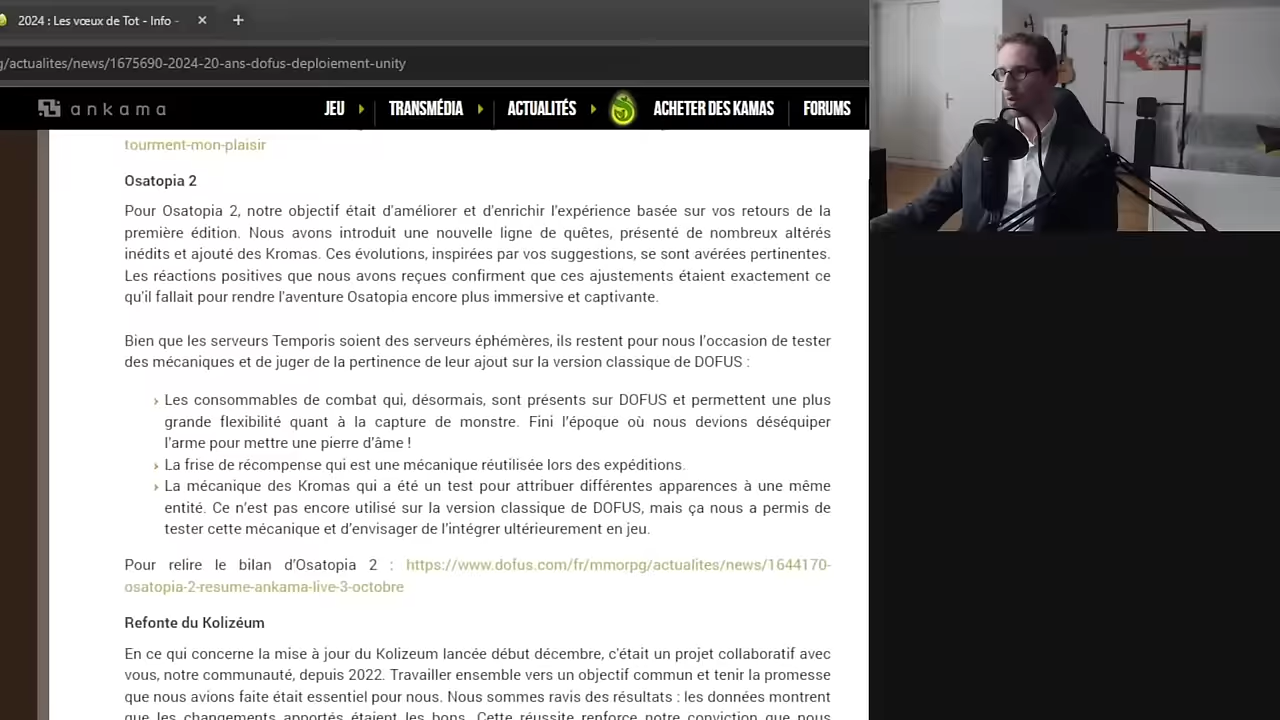 2024 : Les vœux de Tot - Info -
g/actualites/news/1675690-2024-20-ans-dofus-deploiement-unity
ankama JEU TRANSMÉDIA ACTUALITÉS ACHETER DES KAMAS FORUMS
tourment-mon-plaisir
Osatopia 2
Pour Osatopia 2, notre objectif était d'améliorer et d'enrichir l'expérience basée sur vos retours de la
première édition. Nous avons introduit une nouvelle ligne de quêtes, présenté de nombreux altérés
inédits et ajouté des Kromas. Ces évolutions, inspirées par vos suggestions, se sont avérées pertinentes.
Les réactions positives que nous avons reçues confirment que ces ajustements étaient exactement ce
qu'il fallait pour rendre l'aventure Osatopia encore plus immersive et captivante.
Bien que les serveurs Temporis soient des serveurs éphémères, ils restent pour nous l’occasion de tester
des mécaniques et de juger de la pertinence de leur ajout sur la version classique de DOFUS :
Les consommables de combat qui, désormais, sont présents sur DOFUS et permettent une plus
grande flexibilité quant à la capture de monstre. Fini l’époque où nous devions déséquiper
l’arme pour mettre une pierre d’âme !
La frise de récompense qui est une mécanique réutilisée lors des expéditions.
La mécanique des Kromas qui a été un test pour attribuer différentes apparences à une même
entité. Ce n’est pas encore utilisé sur la version classique de DOFUS, mais ça nous a permis de
tester cette mécanique et d’envisager de l’intégrer ultérieurement en jeu.
Pour relire le bilan d’Osatopia 2 : https://www.dofus.com/fr/mmorpg/actualites/news/1644170-
osatopia-2-resume-ankama-live-3-octobre
Refonte du Kolizéum
En ce qui concerne la mise à jour du Kolizeum lancée début décembre, c’était un projet collaboratif avec
vous, notre communauté, depuis 2022. Travailler ensemble vers un objectif commun et tenir la promesse
que nous avions faite était essentiel pour nous. Nous sommes ravis des résultats : les données montrent
que les changements apportés étaient les bons. Cette réussite renforce notre conviction que nous